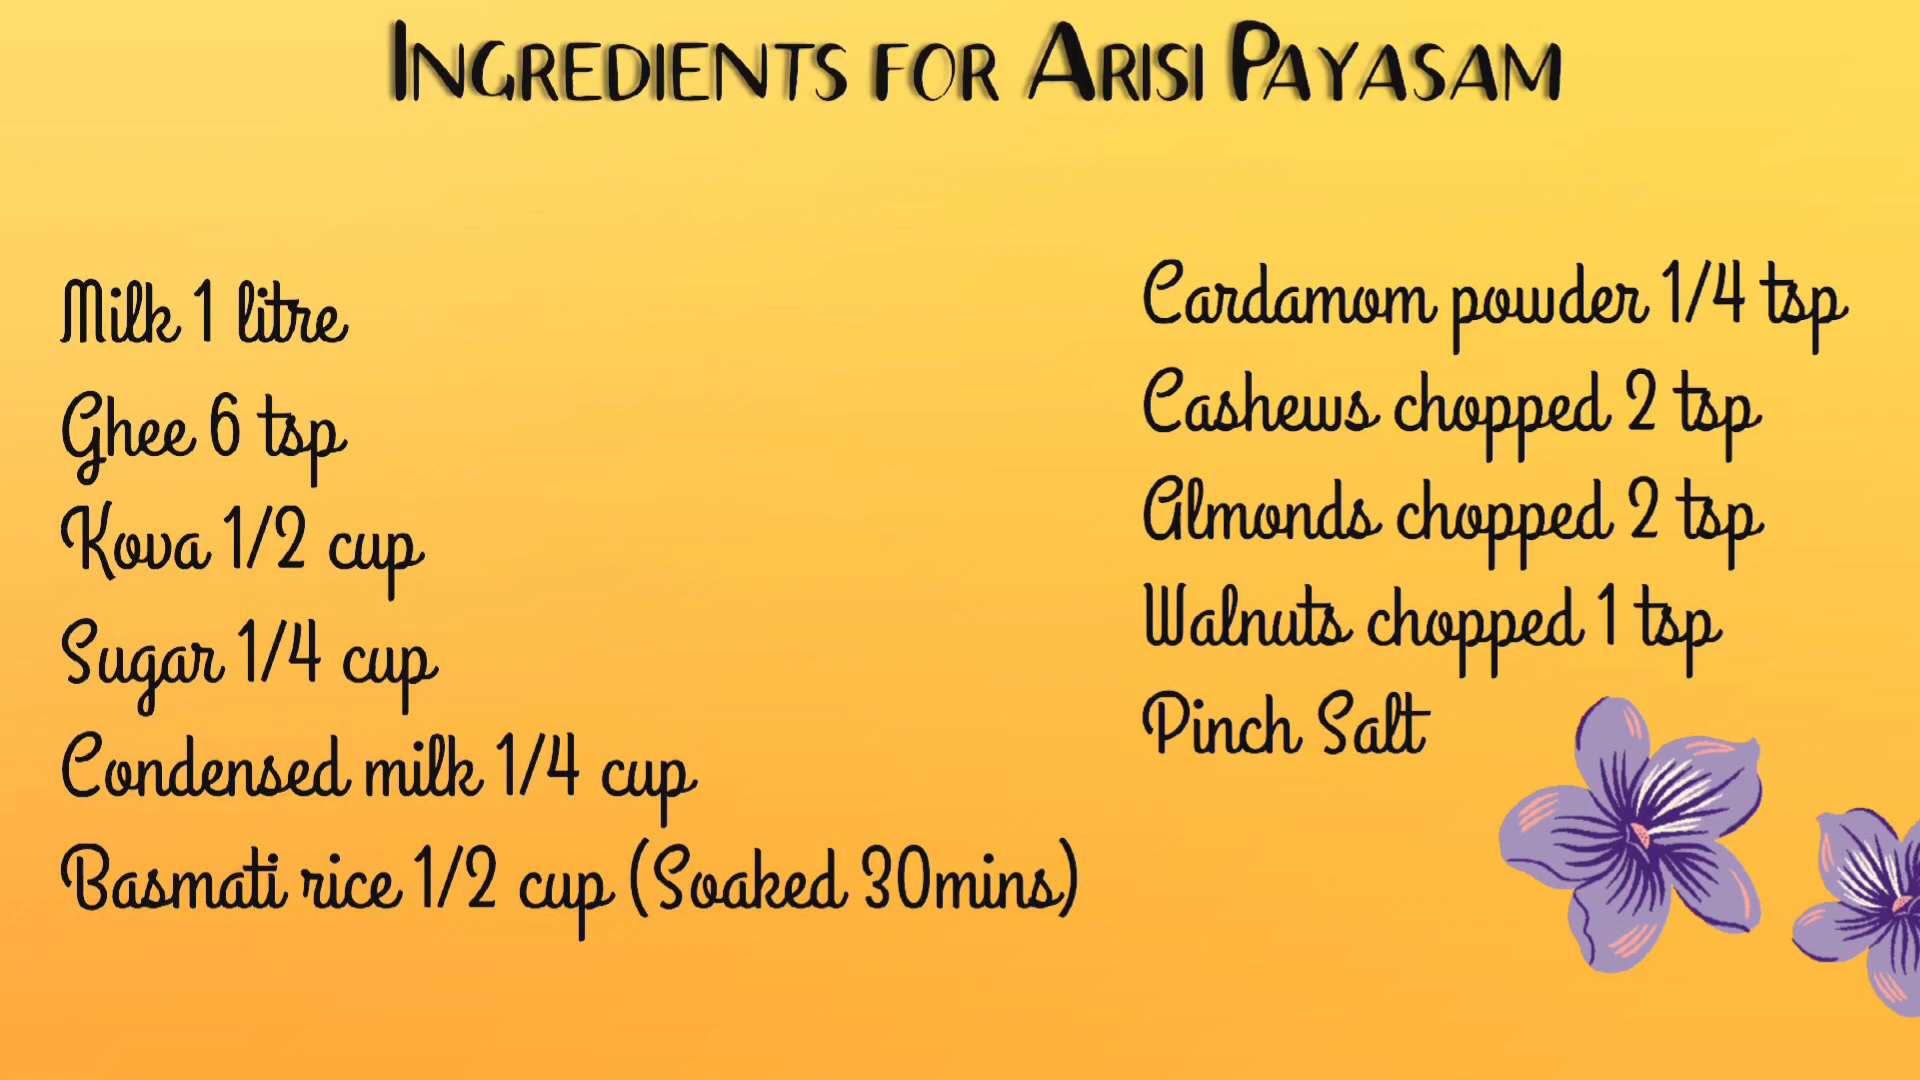 Ingredients for Arisi Payasam
Milk 1 litre
Ghee 6 tsp
Kova 1/2 cup
Sugar 1/4 cup
Condensed milk 1/4 cup
Basmati rice 1/2 cup (Soaked 30mins)
Cardamom powder 1/4 tsp
Cashews chopped 2 tsp
Almonds chopped 2 tsp
Walnuts chopped 1 tsp
Pinch Salt